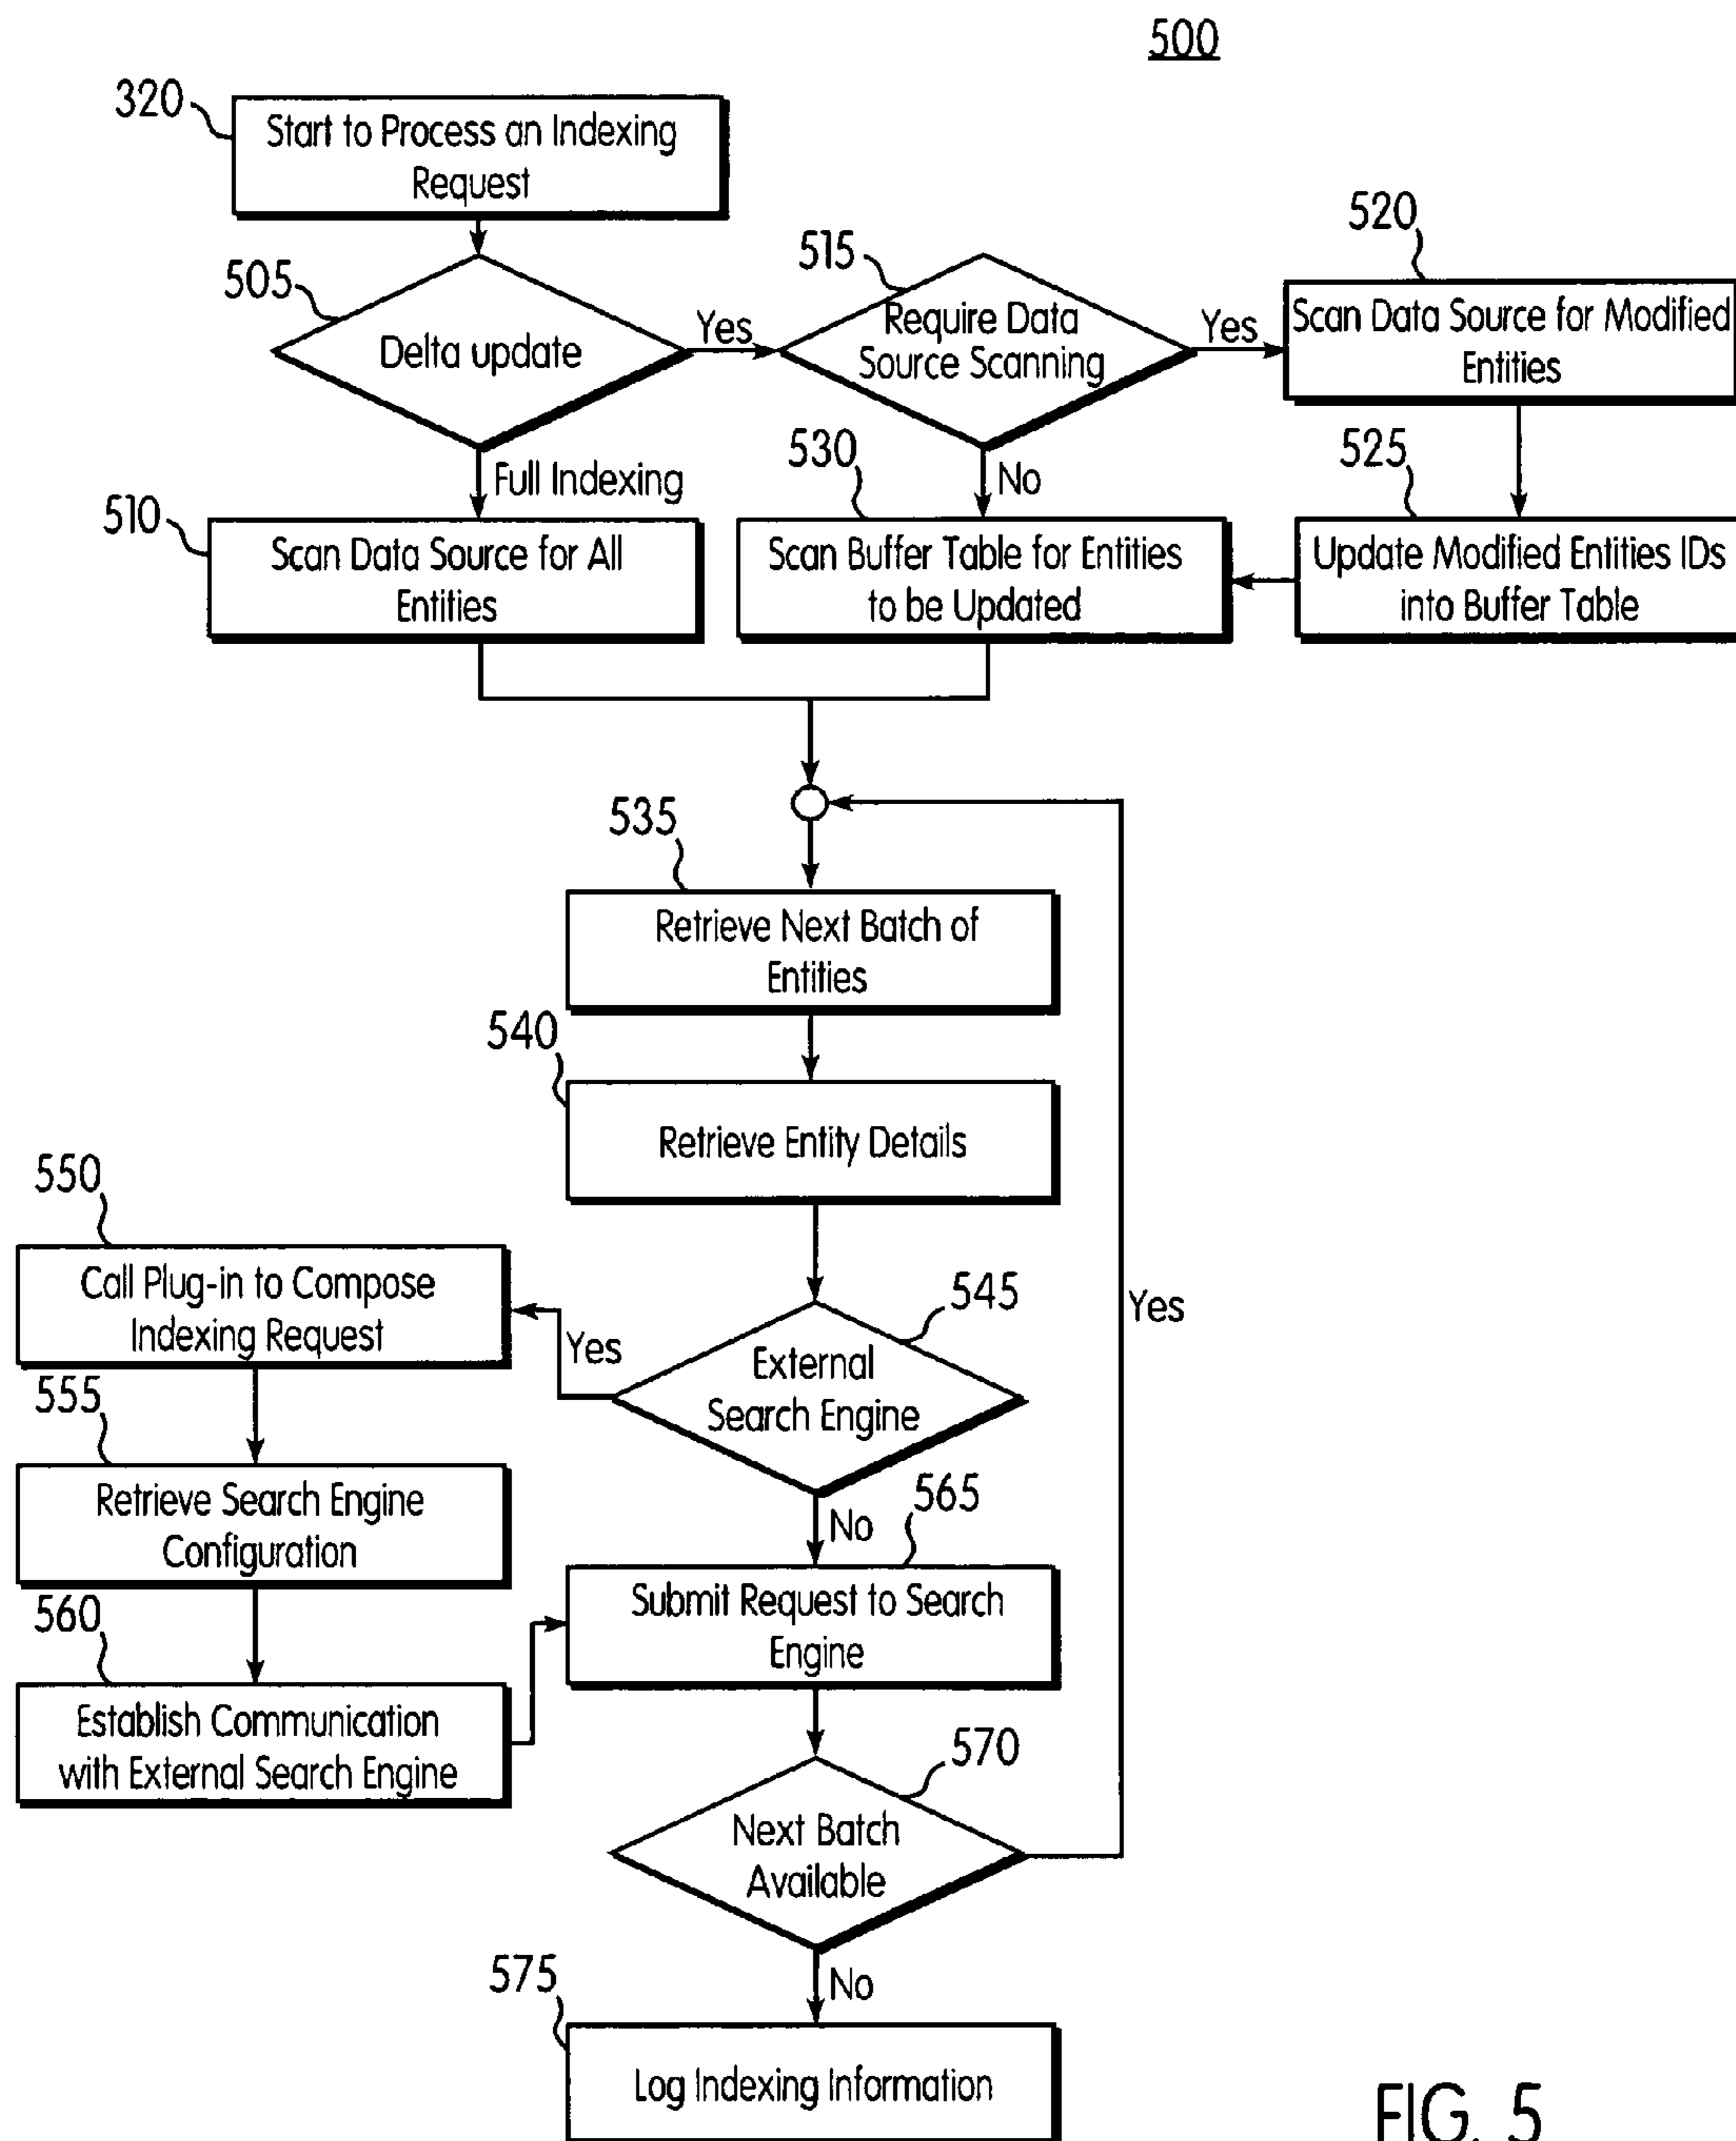 500
320
Start to Process an Indexing
Request
505
Delta update
Yes
515
Require Data
Source Scanning
Yes
520
Scan Data Source for Modified
Entities
Full Indexing
510
Scan Data Source for All
Entities
No
530
Scan Buffer Table for Entities
to be Updated
525
Update Modified Entities IDs
into Buffer Table
535
Retrieve Next Batch of
Entities
540
Retrieve Entity Details
545
External
Search Engine
Yes
550
Call Plug-in to Compose
Indexing Request
555
Retrieve Search Engine
Configuration
560
Establish Communication
with External Search Engine
No
565
Submit Request to Search
Engine
570
Next Batch
Available
Yes
No
575
Log Indexing Information
FIG. 5